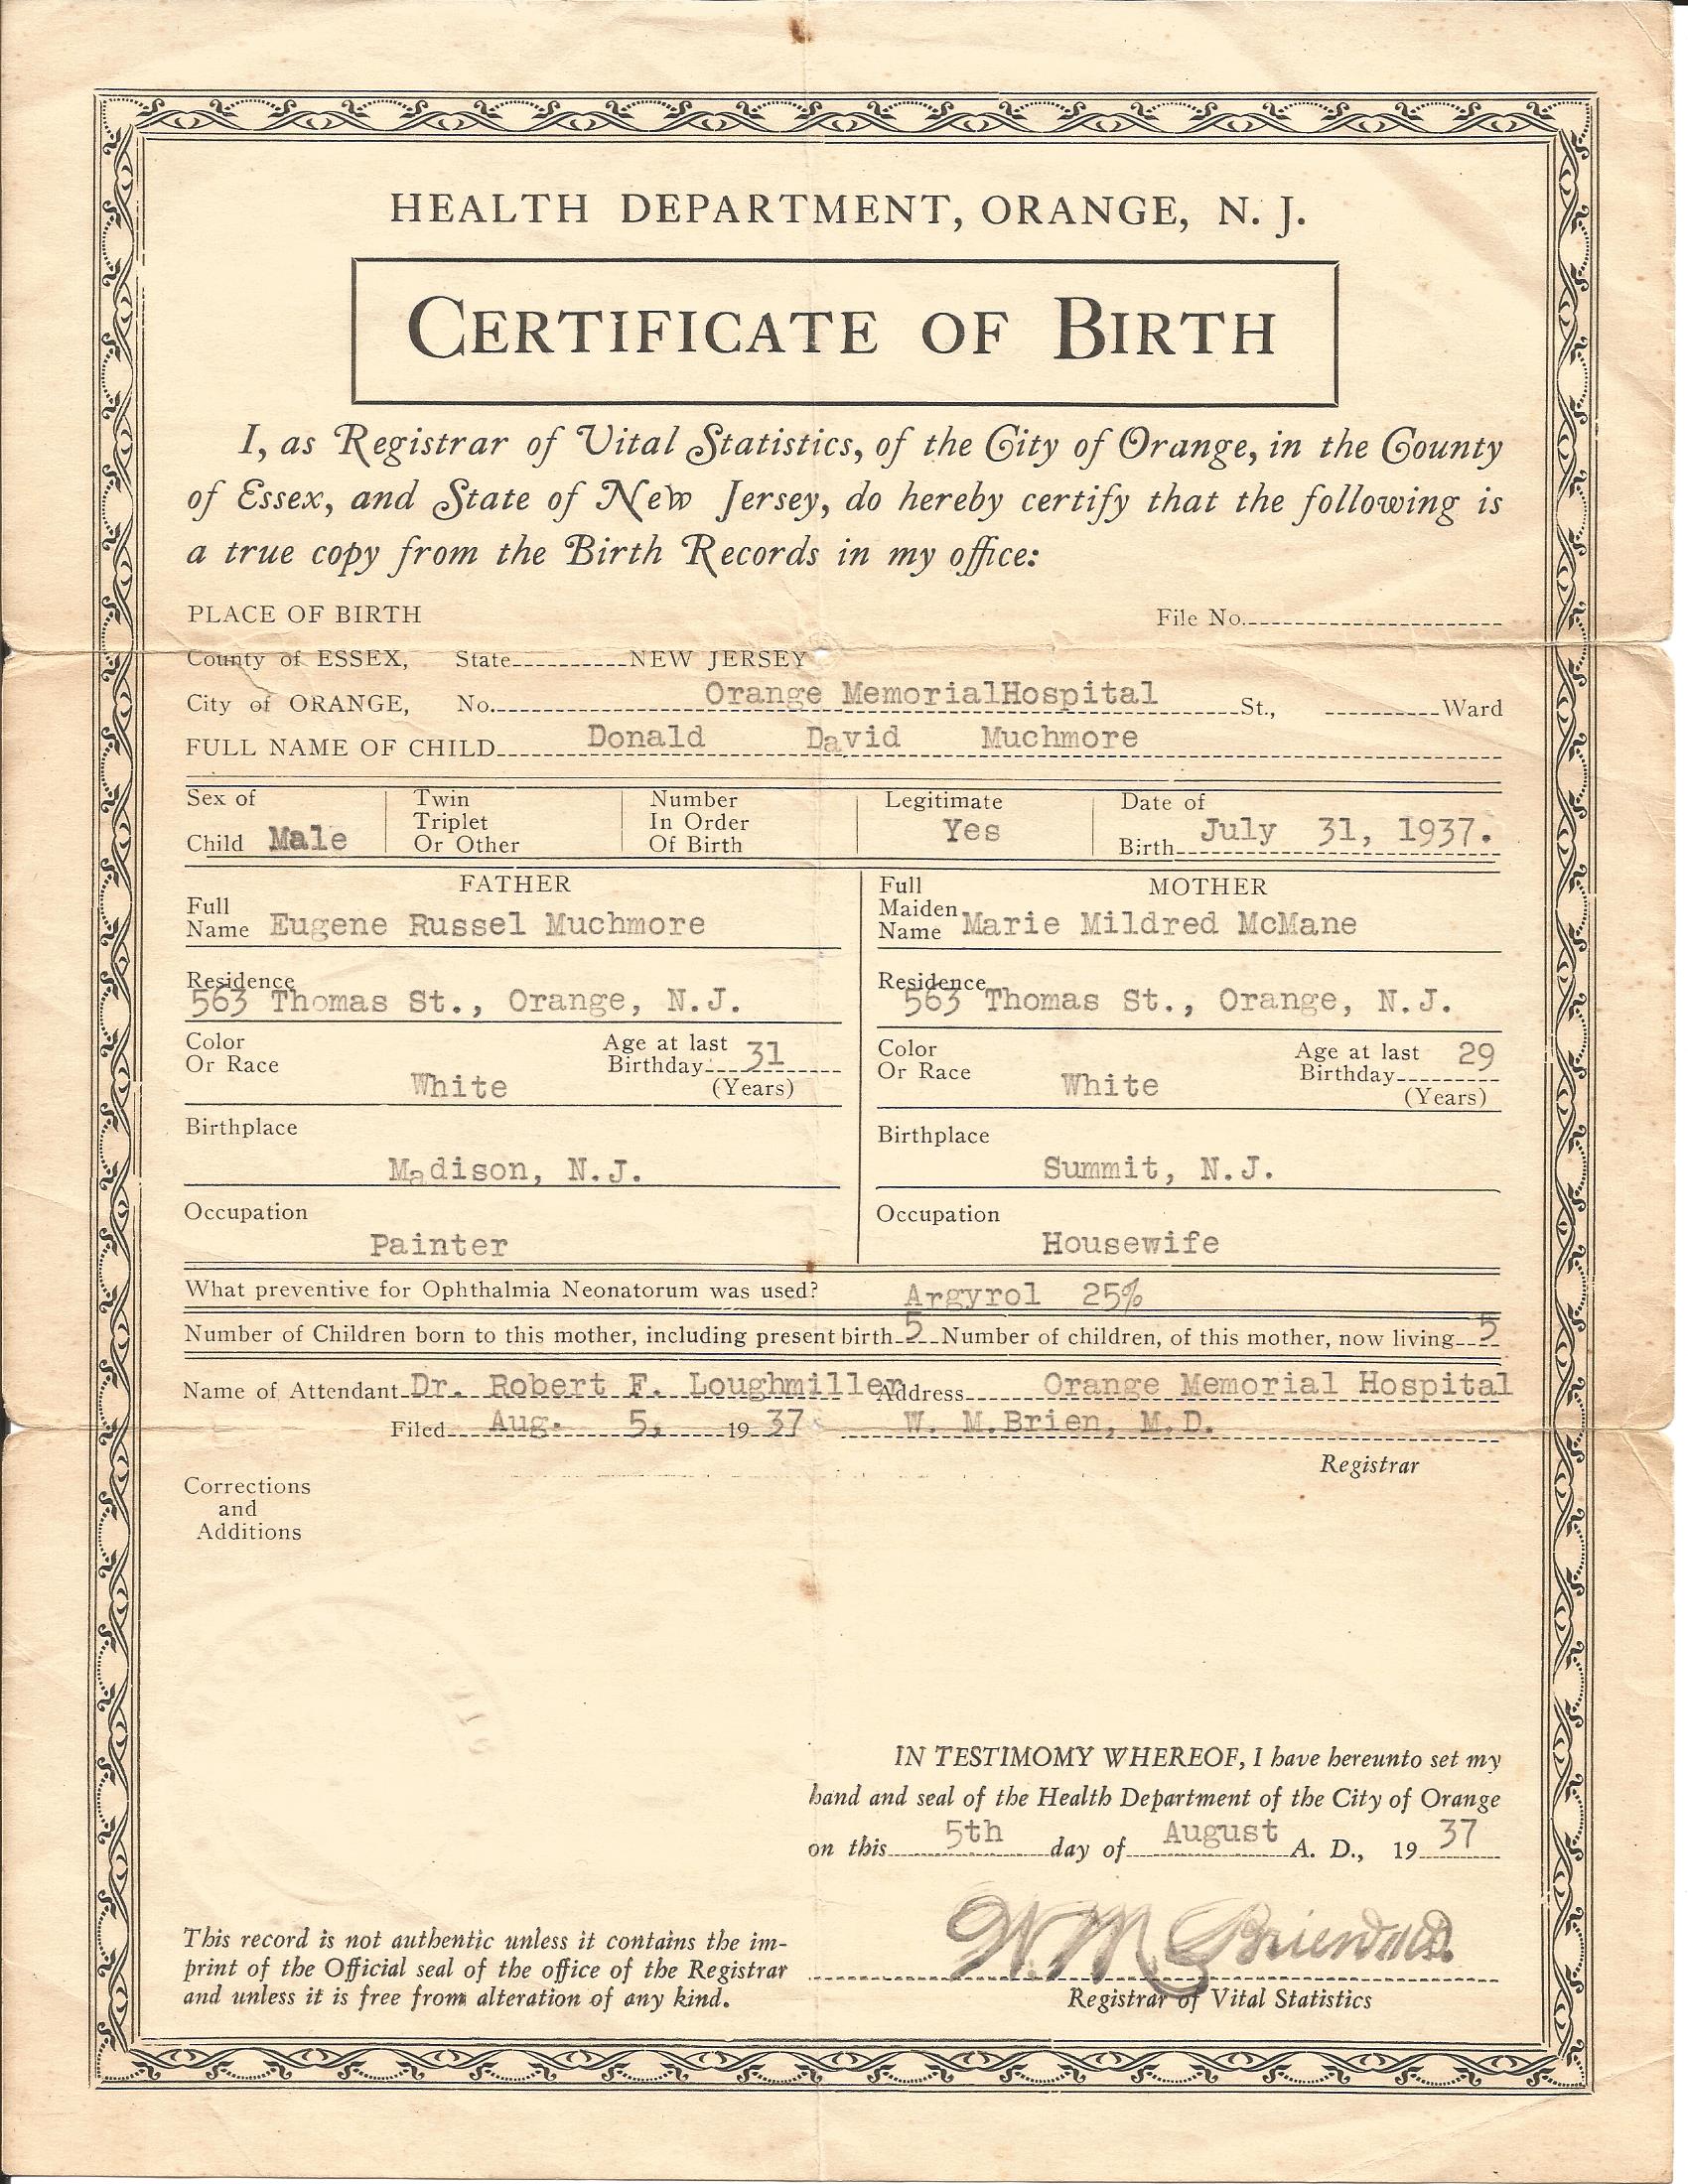 HEALTH DEPARTMENT, ORANGE, N. J.
CERTIFICATE OF BIRTH
I, as Registrar of Vital Statistics, of the City of Orange, in the County
of Essex, and State of New Jersey, do hereby certify that the following is
a true copy from the Birth Records in my office:
PLACE OF BIRTH File No.
County of ESSEX, State NEW JERSEY
City of ORANGE, No. Orange MemorialHospital St., Ward
FULL NAME OF CHILD Donald David Muchmore
Sex of Child Male
Twin Triplet Or Other
Number In Order Of Birth
Legitimate Yes
Date of Birth July 31, 1937.
FATHER
Full Name Eugene Russel Muchmore
Residence
563 Thomas St., Orange, N.J.
Color Or Race White
Age at last Birthday 31 (Years)
Birthplace
Madison, N.J.
Occupation
Painter
MOTHER
Full Maiden Name Marie Mildred McMane
Residence
563 Thomas St., Orange, N.J.
Color Or Race White
Age at last Birthday 29 (Years)
Birthplace
Summit, N.J.
Occupation
Housewife
What preventive for Ophthalmia Neonatorum was used? Argyrol 25%
Number of Children born to this mother, including present birth 5 Number of children, of this mother, now living 5
Name of Attendant Dr. Robert F. Loughmiller Address Orange Memorial Hospital
Filed Aug. 5, 19 37 W. M.Brien, M.D.
Registrar
Corrections
and
Additions
IN TESTIMOMY WHEREOF, I have hereunto set my
hand and seal of the Health Department of the City of Orange
on this 5th day of August A. D., 19 37
W M Brien M.D.
Registrar of Vital Statistics
This record is not authentic unless it contains the im-
print of the Official seal of the office of the Registrar
and unless it is free from alteration of any kind.